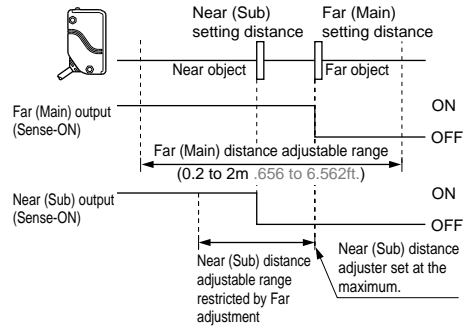 Near (Sub)
setting distance
Far (Main)
setting distance
Near object
Far object
Far (Main) output
(Sense-ON)
ON
OFF
Far (Main) distance adjustable range
(0.2 to 2m .656 to 6.562ft.)
Near (Sub) output
(Sense-ON)
ON
OFF
Near (Sub) distance
adjustable range
restricted by Far
adjustment
Near (Sub) distance
adjuster set at the
maximum.